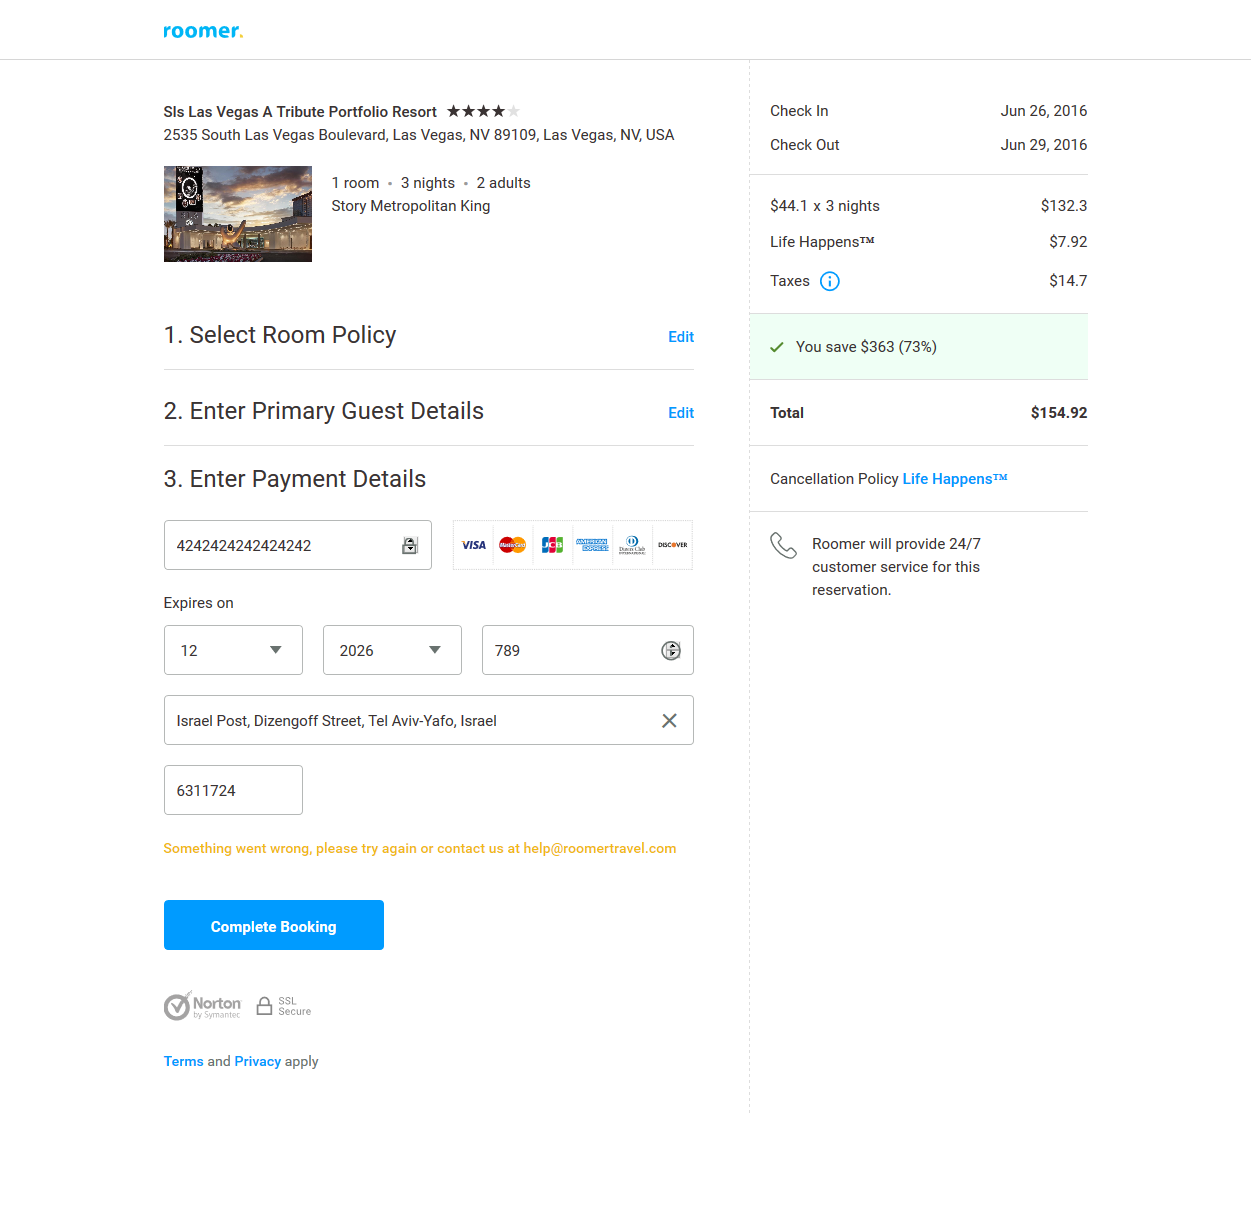 roomer.
Sls Las Vegas A Tribute Portfolio Resort
2535 South Las Vegas Boulevard, Las Vegas, NV 89109, Las Vegas, NV, USA
1 room • 3 nights • 2 adults
Story Metropolitan King
1. Select Room Policy
Edit
2. Enter Primary Guest Details
Edit
3. Enter Payment Details
4242424242424242
VISA
MasterCard
JCB
AMERICAN EXPRESS
Diners Club INTERNATIONAL
DISCOVER
Expires on
12
2026
789
Israel Post, Dizengoff Street, Tel Aviv-Yafo, Israel
6311724
Something went wrong, please try again or contact us at help@roomertravel.com
Complete Booking
Norton
by Symantec
SSL
Secure
Terms and Privacy apply
Check In Jun 26, 2016
Check Out Jun 29, 2016
$44.1 x 3 nights $132.3
Life Happens™ $7.92
Taxes $14.7
You save $363 (73%)
Total $154.92
Cancellation Policy Life Happens™
Roomer will provide 24/7
customer service for this
reservation.